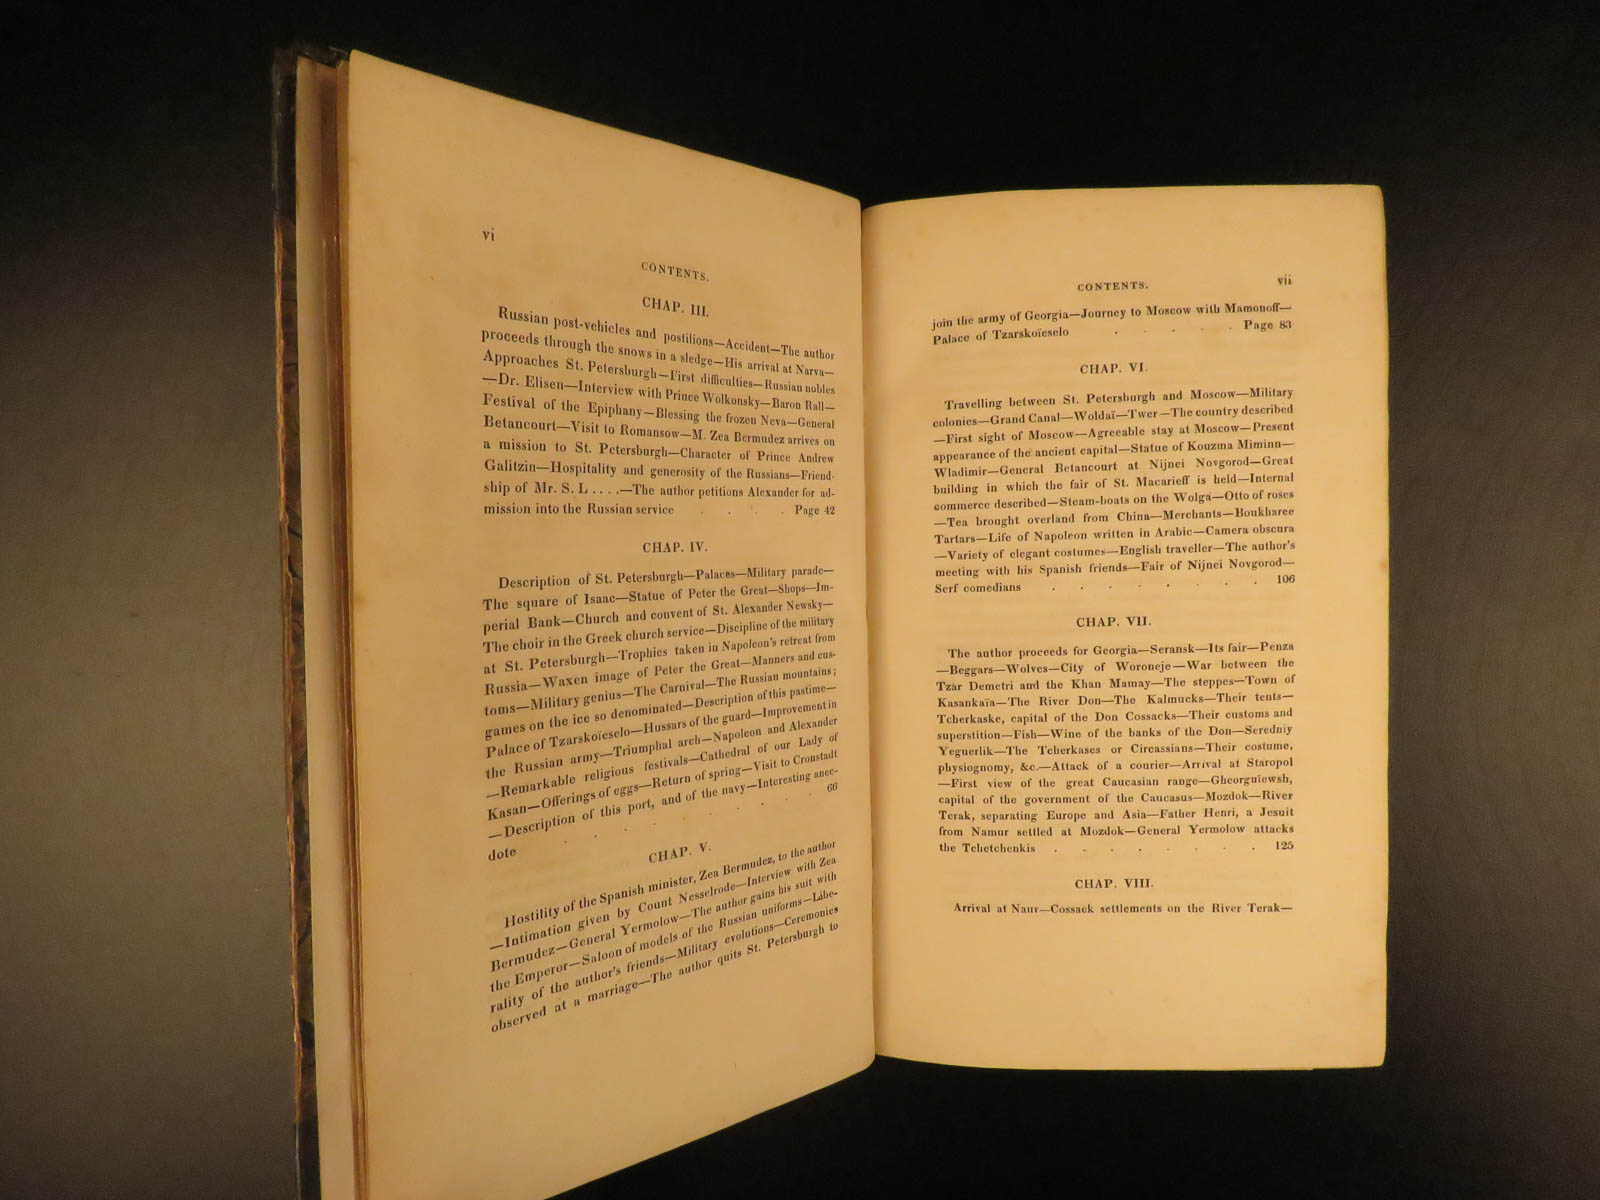 vi
CONTENTS.
CHAP. III.
Russian post-vehicles and postilions—Accident—The author
proceeds through the snows in a sledge—His arrival at Narva—
Approaches St. Petersburgh—First difficulties—Russian nobles
—Dr. Elisen—Interview with Prince Wolkonsky—Baron Rall—
Festival of the Epiphany—Blessing the frozen Neva—General
Betancourt—Visit to Romansow—M. Zea Bermudez arrives on
a mission to St. Petersburgh—Character of Prince Andrew
Galitzin—Hospitality and generosity of the Russians—Friend-
ship of Mr. S. L . . . .—The author petitions Alexander for ad-
mission into the Russian service . . . . Page 42
CHAP. IV.
Description of St. Petersburgh—Palaces—Military parade—
The square of Isaac—Statue of Peter the Great—Shops—Im-
perial Bank—Church and convent of St. Alexander Newsky—
The choir in the Greek church service—Discipline of the military
at St. Petersburgh—Trophies taken in Napoleon's retreat from
Russia—Waxen image of Peter the Great—Manners and cus-
toms—Military genius—The Carnival—The Russian mountains;
games on the ice so denominated—Description of this pastime—
Palace of Tzarskoïeselo—Hussars of the guard—Improvement in
the Russian army—Triumphal arch—Napoleon and Alexander
—Remarkable religious festivals—Cathedral of our Lady of
Kasan—Offerings of eggs—Return of spring—Visit to Cronstadt
—Description of this port, and of the navy—Interesting anec-
dote . . . . . . . . 66
CHAP. V.
Hostility of the Spanish minister, Zea Bermudez, to the author
—Intimation given by Count Nesselrode—Interview with Zea
Bermudez—General Yermolow—The author gains his suit with
the Emperor—Saloon of models of the Russian uniforms—Libe-
rality of the author's friends—Military evolutions—Ceremonies
observed at a marriage—The author quits St. Petersburgh to
CONTENTS. vii
join the army of Georgia—Journey to Moscow with Mamonoff—
Palace of Tzarskoïeselo . . . . . Page 83
CHAP. VI.
Travelling between St. Petersburgh and Moscow—Military
colonies—Grand Canal—Woldaï—Twer—The country described
—First sight of Moscow—Agreeable stay at Moscow—Present
appearance of the ancient capital—Statue of Kouzma Miminn—
Wladimir—General Betancourt at Nijnei Novgorod—Great
building in which the fair of St. Macarieff is held—Internal
commerce described—Steam-boats on the Wolga—Otto of roses
—Tea brought overland from China—Merchants—Boukharee
Tartars—Life of Napoleon written in Arabic—Camera obscura
—Variety of elegant costumes—English traveller—The author's
meeting with his Spanish friends—Fair of Nijnei Novgorod—
Serf comedians . . . . . . . . 106
CHAP. VII.
The author proceeds for Georgia—Seransk—Its fair—Penza
—Beggars—Wolves—City of Woroneje—War between the
Tzar Demetri and the Khan Mamay—The steppes—Town of
Kasankaïa—The River Don—The Kalmucks—Their tents—
Tcherkaske, capital of the Don Cossacks—Their customs and
superstition—Fish—Wine of the banks of the Don—Seredniy
Yeguerlik—The Tcherkases or Circassians—Their costume,
physiognomy, &c.—Attack of a courier—Arrival at Staropol
—First view of the great Caucasian range—Gheorguïewsh,
capital of the government of the Caucasus—Mozdok—River
Terak, separating Europe and Asia—Father Henri, a Jesuit
from Namur settled at Mozdok—General Yermolow attacks
the Tchetchenkis . . . . . . . . 125
CHAP. VIII.
Arrival at Naur—Cossack settlements on the River Terak—